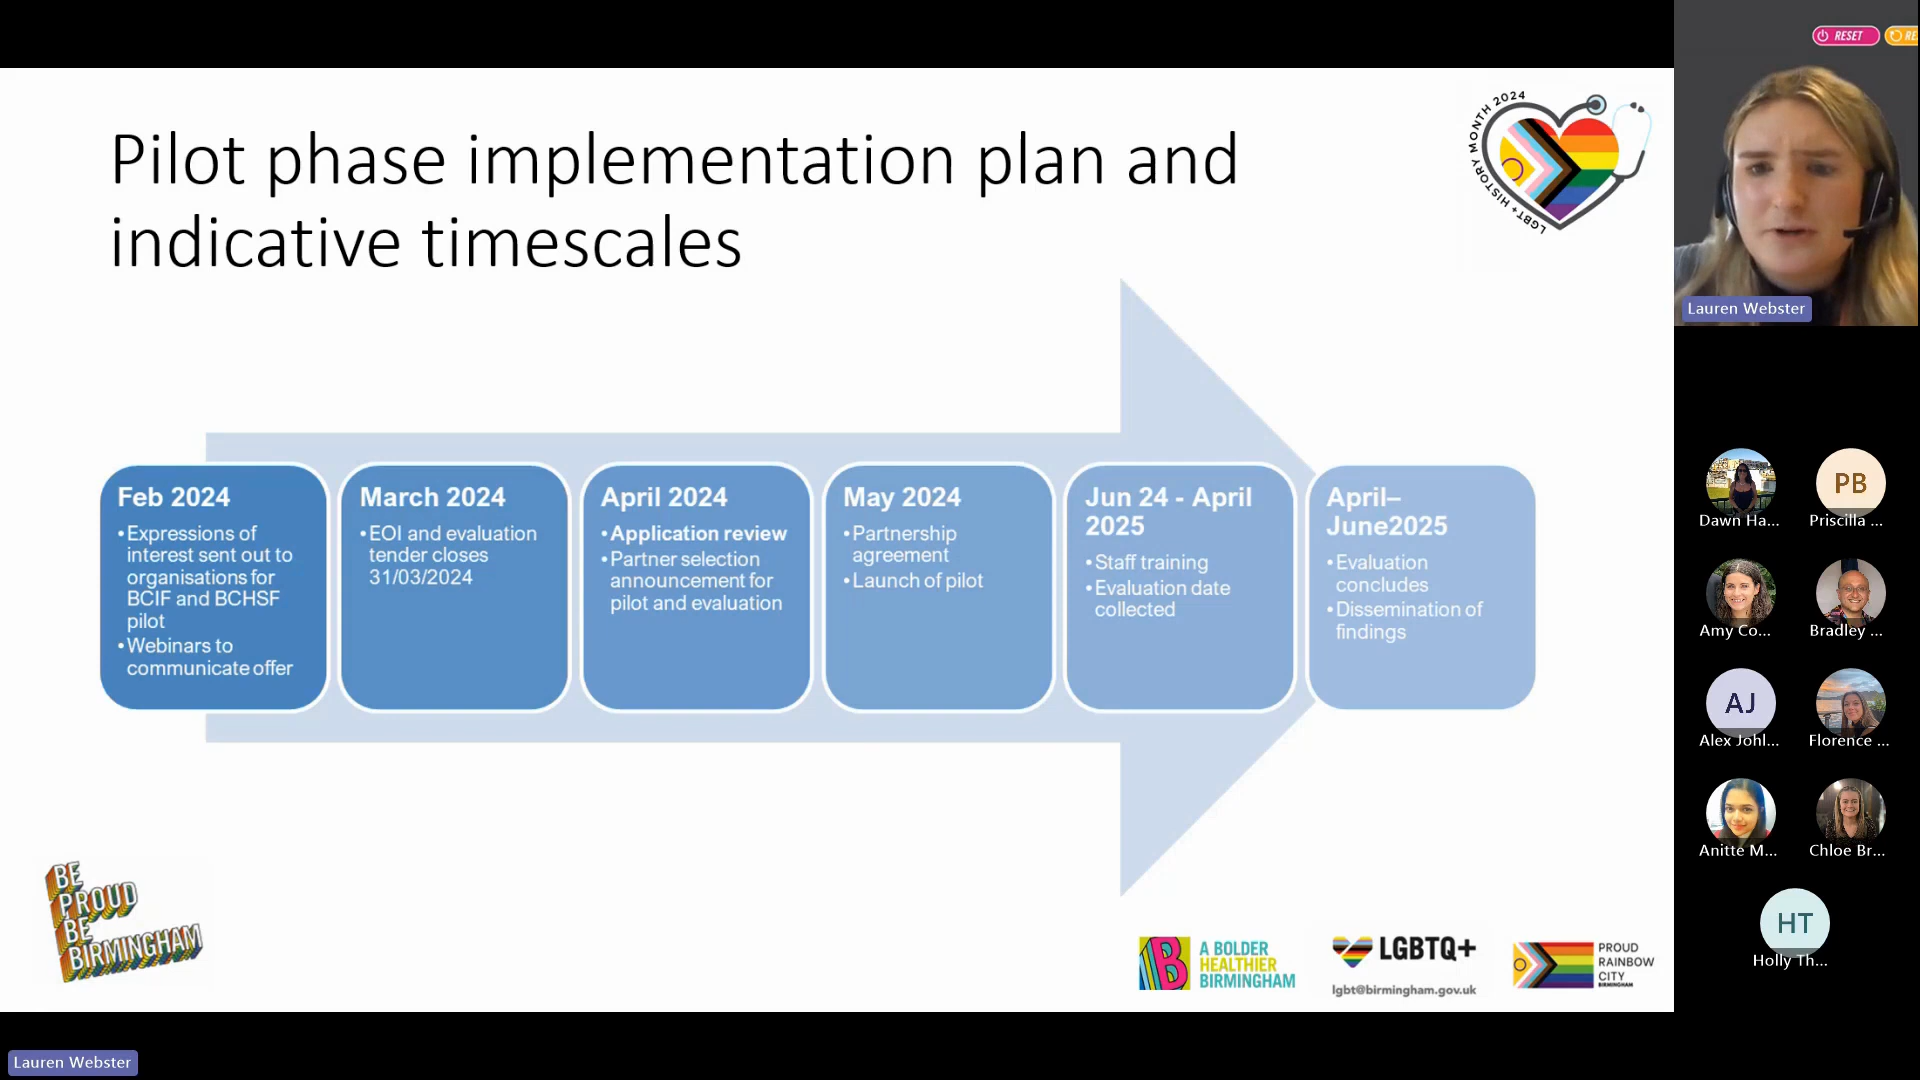 Pilot phase implementation plan and
indicative timescales
LGBT+ HISTORY MONTH 2024
Feb 2024
•Expressions of
interest sent out to
organisations for
BCIF and BCHSF
pilot
•Webinars to
communicate offer
March 2024
•EOI and evaluation
tender closes
31/03/2024
April 2024
•Application review
•Partner selection
announcement for
pilot and evaluation
May 2024
•Partnership
agreement
•Launch of pilot
Jun 24 - April
2025
•Staff training
•Evaluation date
collected
April–
June2025
•Evaluation
concludes
•Dissemination of
findings
BE
PROUD
BE
BIRMINGHAM
B
A BOLDER
HEALTHIER
BIRMINGHAM
LGBTQ+
lgbt@birmingham.gov.uk
PROUD
RAINBOW
CITY
BIRMINGHAM
Lauren Webster
RESET
RE
Lauren Webster
Dawn Ha...
PB
Priscilla ...
Amy Co...
Bradley ...
AJ
Alex Johl...
Florence ...
Anitte M...
Chloe Br...
HT
Holly Th...